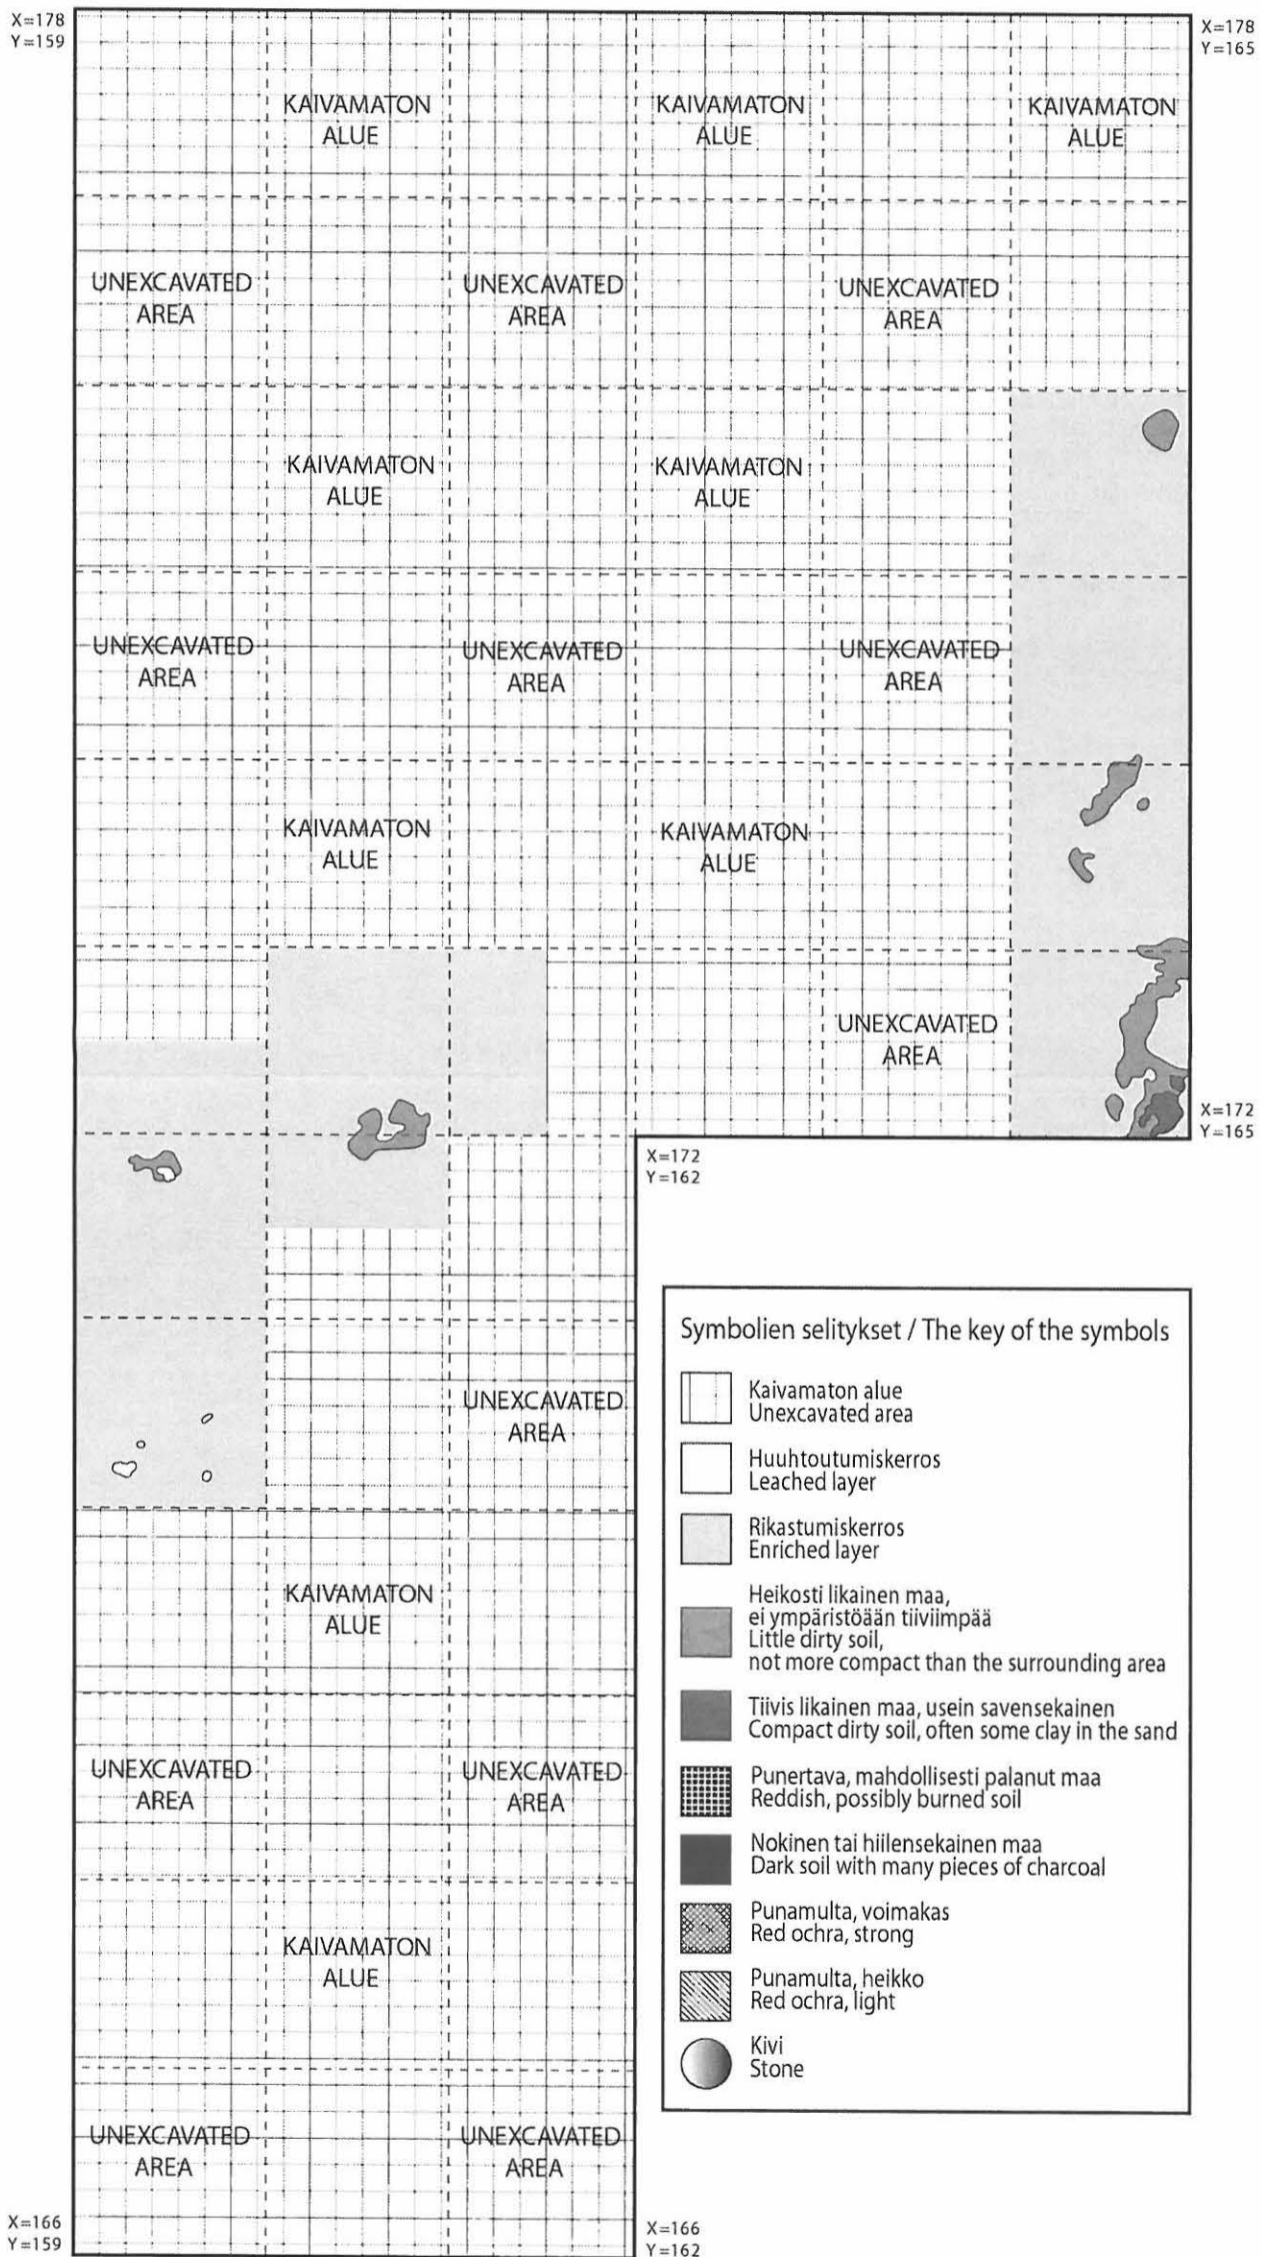 X=178
Y=159
X=178
Y=165
KAIVAMATON
ALUE
KAIVAMATON
ALUE
KAIVAMATON
ALUE
UNEXCAVATED
AREA
UNEXCAVATED
AREA
UNEXCAVATED
AREA
KAIVAMATON
ALUE
KAIVAMATON
ALUE
UNEXCAVATED
AREA
UNEXCAVATED
AREA
UNEXCAVATED
AREA
KAIVAMATON
ALUE
KAIVAMATON
ALUE
UNEXCAVATED
AREA
X=172
Y=165
X=172
Y=162
UNEXCAVATED
AREA
KAIVAMATON
ALUE
UNEXCAVATED
AREA
UNEXCAVATED
AREA
KAIVAMATON
ALUE
UNEXCAVATED
AREA
UNEXCAVATED
AREA
X=166
Y=159
X=166
Y=162
Symbolien selitykset / The key of the symbols
Kaivamaton alue
Unexcavated area
Huuhtoutumiskerros
Leached layer
Rikastumiskerros
Enriched layer
Heikosti likainen maa,
ei ympäristöään tiiviimpää
Little dirty soil,
not more compact than the surrounding area
Tiivis likainen maa, usein savensekainen
Compact dirty soil, often some clay in the sand
Punertava, mahdollisesti palanut maa
Reddish, possibly burned soil
Nokinen tai hiilensekainen maa
Dark soil with many pieces of charcoal
Punamulta, voimakas
Red ochra, strong
Punamulta, heikko
Red ochra, light
Kivi
Stone